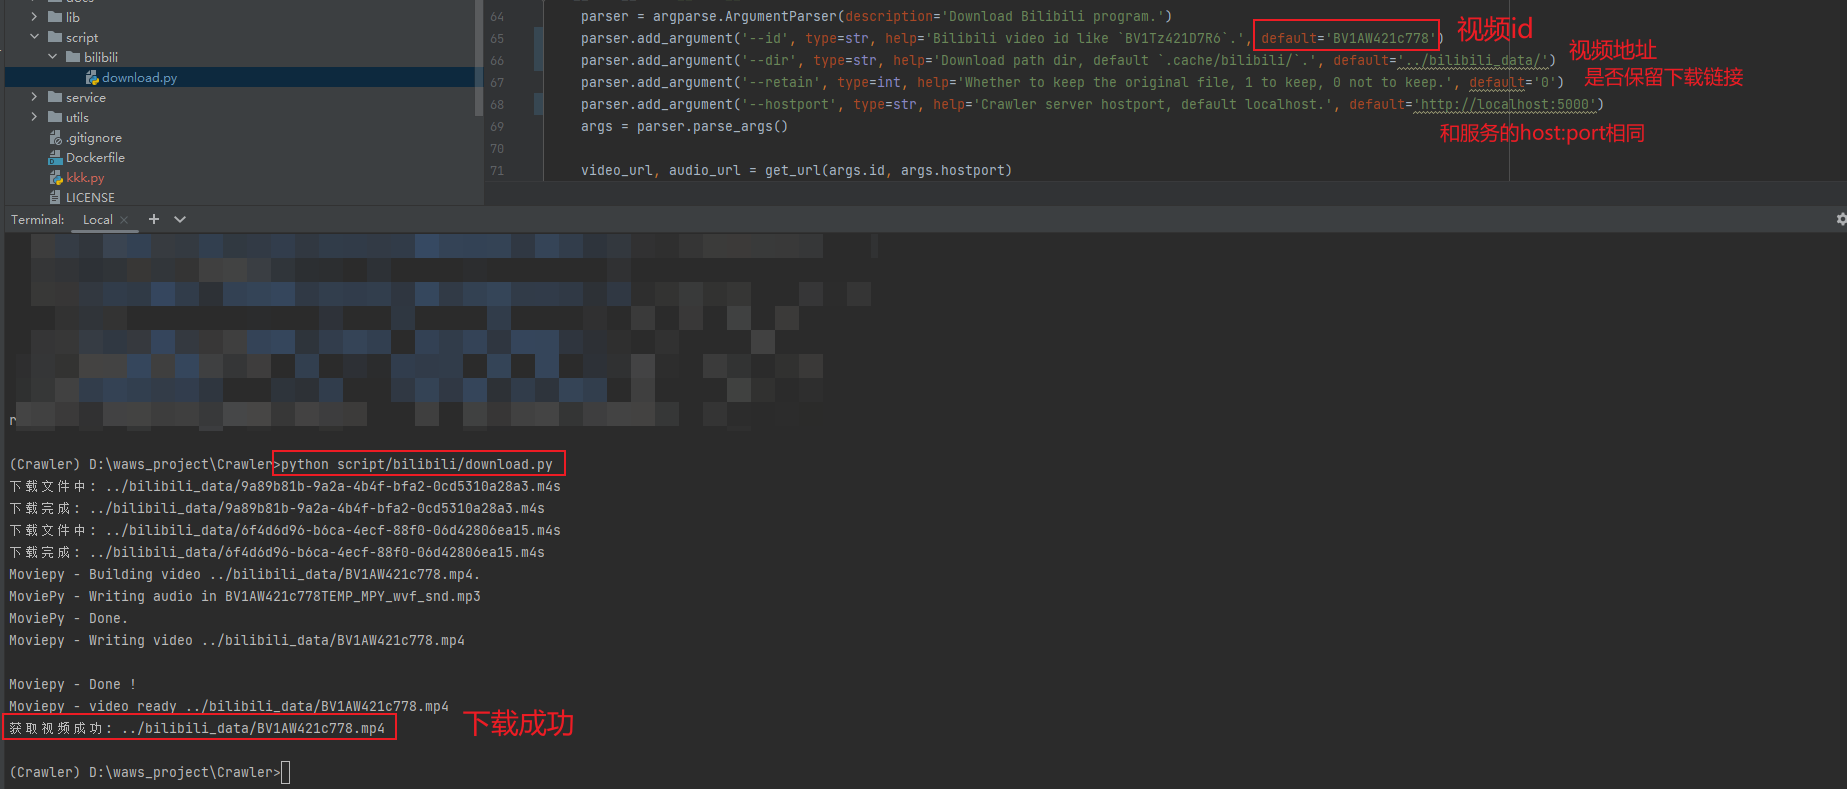 docs
lib
script
bilibili
download.py
service
utils
.gitignore
Dockerfile
kkk.py
LICENSE
64 parser = argparse.ArgumentParser(description='Download Bilibili program.')
65 parser.add_argument('--id', type=str, help='Bilibili video id like `BV1Tz421D7R6`.', default='BV1AW421c778')
视频id
66 parser.add_argument('--dir', type=str, help='Download path dir, default `.cache/bilibili/`.', default='../bilibili_data/')
视频地址
67 parser.add_argument('--retain', type=int, help='Whether to keep the original file, 1 to keep, 0 not to keep.', default='0')
是否保留下载链接
68 parser.add_argument('--hostport', type=str, help='Crawler server hostport, default localhost.', default='http://localhost:5000')
和服务的host:port相同
69 args = parser.parse_args()
70
71 video_url, audio_url = get_url(args.id, args.hostport)
Terminal: Local × +
r
(Crawler) D:\waws_project\Crawler>python script/bilibili/download.py
下载文件中: ../bilibili_data/9a89b81b-9a2a-4b4f-bfa2-0cd5310a28a3.m4s
下载完成: ../bilibili_data/9a89b81b-9a2a-4b4f-bfa2-0cd5310a28a3.m4s
下载文件中: ../bilibili_data/6f4d6d96-b6ca-4ecf-88f0-06d42806ea15.m4s
下载完成: ../bilibili_data/6f4d6d96-b6ca-4ecf-88f0-06d42806ea15.m4s
Moviepy - Building video ../bilibili_data/BV1AW421c778.mp4.
MoviePy - Writing audio in BV1AW421c778TEMP_MPY_wvf_snd.mp3
MoviePy - Done.
Moviepy - Writing video ../bilibili_data/BV1AW421c778.mp4
Moviepy - Done !
Moviepy - video ready ../bilibili_data/BV1AW421c778.mp4
获取视频成功: ../bilibili_data/BV1AW421c778.mp4
下载成功
(Crawler) D:\waws_project\Crawler>